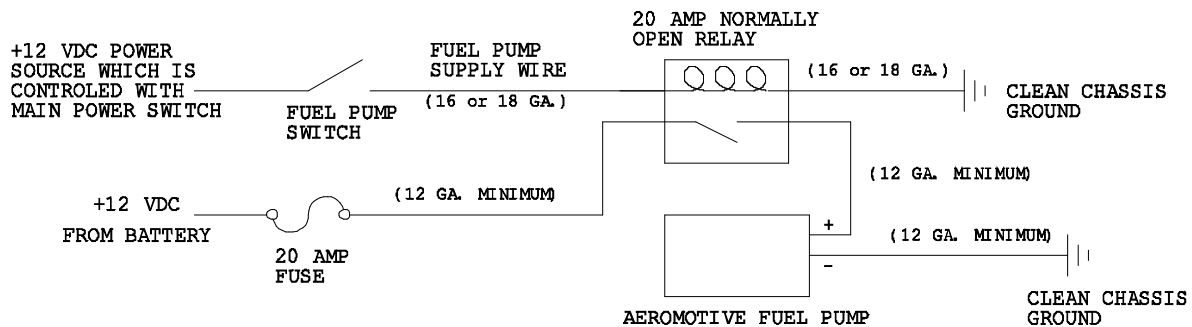 20 AMP NORMALLY
OPEN RELAY
+12 VDC POWER
SOURCE WHICH IS
CONTROLED WITH
MAIN POWER SWITCH
FUEL PUMP
SWITCH
FUEL PUMP
SUPPLY WIRE
(16 or 18 GA.)
(16 or 18 GA.)
CLEAN CHASSIS
GROUND
+12 VDC
FROM BATTERY
20 AMP
FUSE
(12 GA. MINIMUM)
(12 GA. MINIMUM)
+
-
(12 GA. MINIMUM)
AEROMOTIVE FUEL PUMP
CLEAN CHASSIS
GROUND